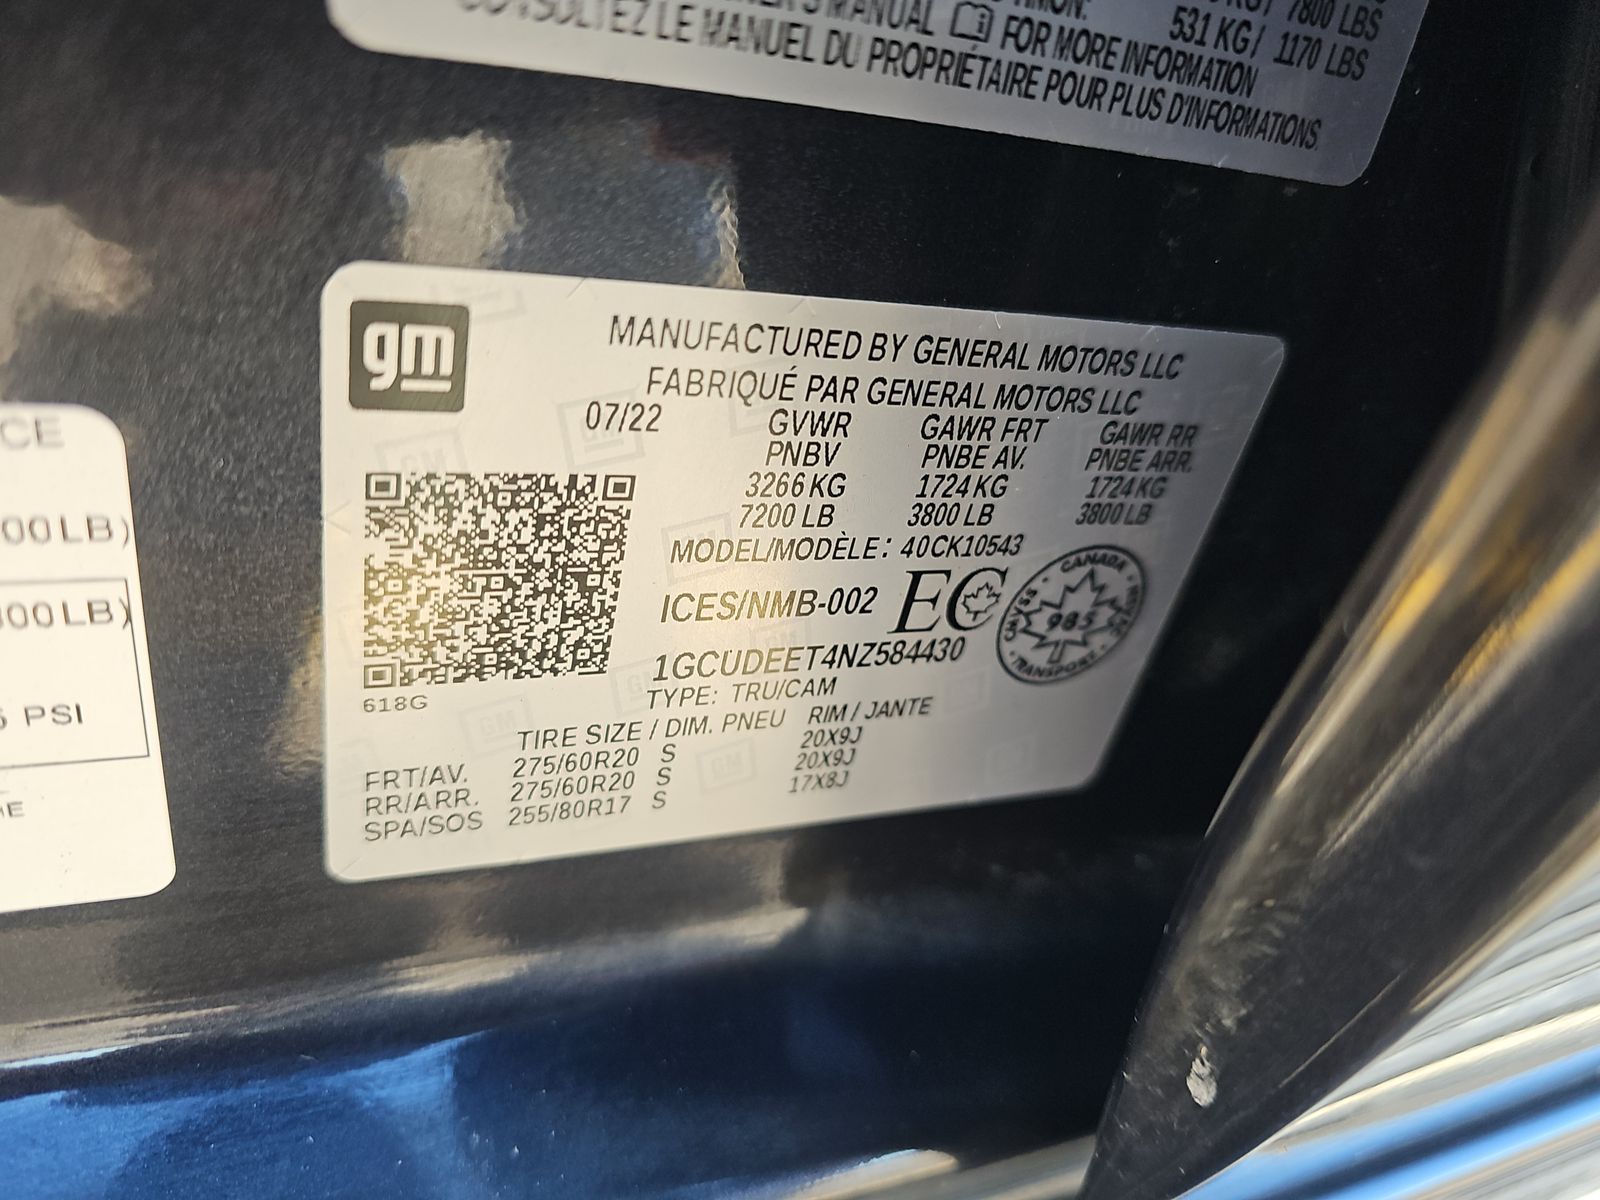 7800 LBS
531 KG/ 1170 LBS
MANUAL FOR MORE INFORMATION
CONSULTEZ LE MANUEL DU PROPRIÉTAIRE POUR PLUS D'INFORMATIONS.
gm
MANUFACTURED BY GENERAL MOTORS LLC
FABRIQUÉ PAR GENERAL MOTORS LLC
07/22 GVWR GAWR FRT GAWR RR
PNBV PNBE AV. PNBE ARR.
3266 KG 1724 KG 1724 KG
7200 LB 3800 LB 3800 LB
MODEL/MODÈLE: 40CK10543
ICES/NMB-002 EC
CANADA
985
TRANSPORT
1GCUDEET4NZ584430
618G
TYPE: TRU/CAM
TIRE SIZE / DIM. PNEU RIM / JANTE
FRT/AV. 275/60R20 S 20X9J
RR/ARR. 275/60R20 S 20X9J
SPA/SOS 255/80R17 S 17X8J
CE
00LB)
00LB)
PSI